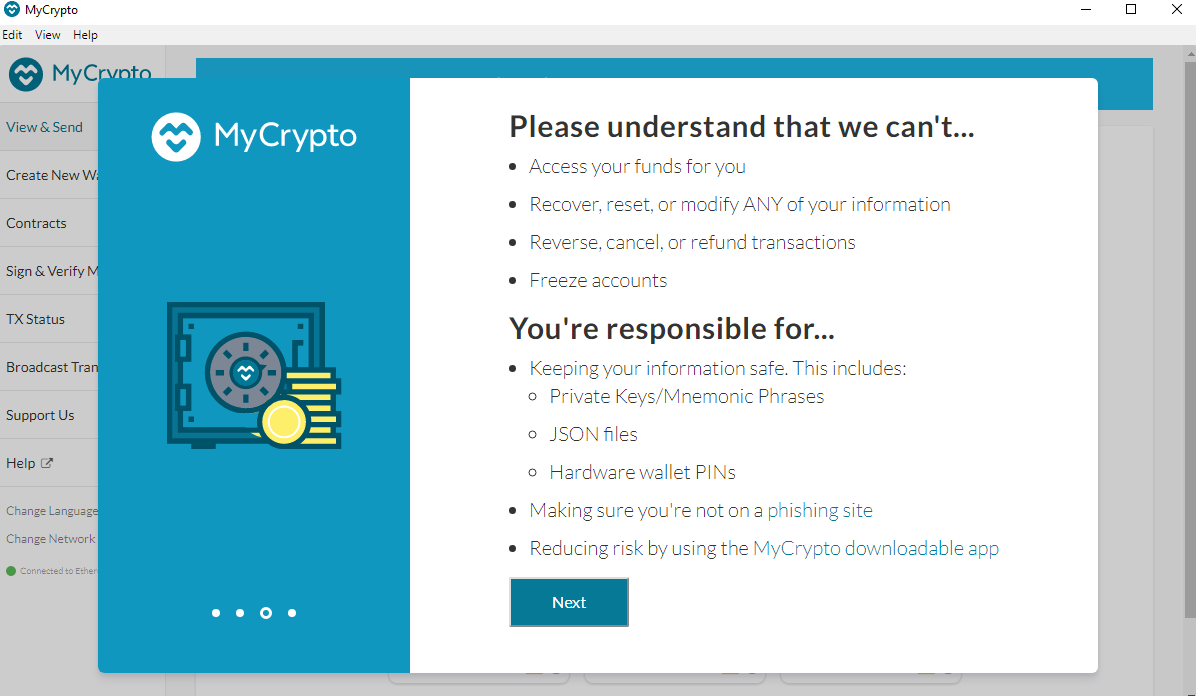 MyCrypto
Edit View Help
MyCrypto
View & Send
Create New Wa
Contracts
Sign & Verify M
TX Status
Broadcast Tran
Support Us
Help
Change Language
Change Network
Connected to Ether
MyCrypto
Please understand that we can't...
Access your funds for you
Recover, reset, or modify ANY of your information
Reverse, cancel, or refund transactions
Freeze accounts
You're responsible for...
Keeping your information safe. This includes:
Private Keys/Mnemonic Phrases
JSON files
Hardware wallet PINs
Making sure you're not on a phishing site
Reducing risk by using the MyCrypto downloadable app
Next